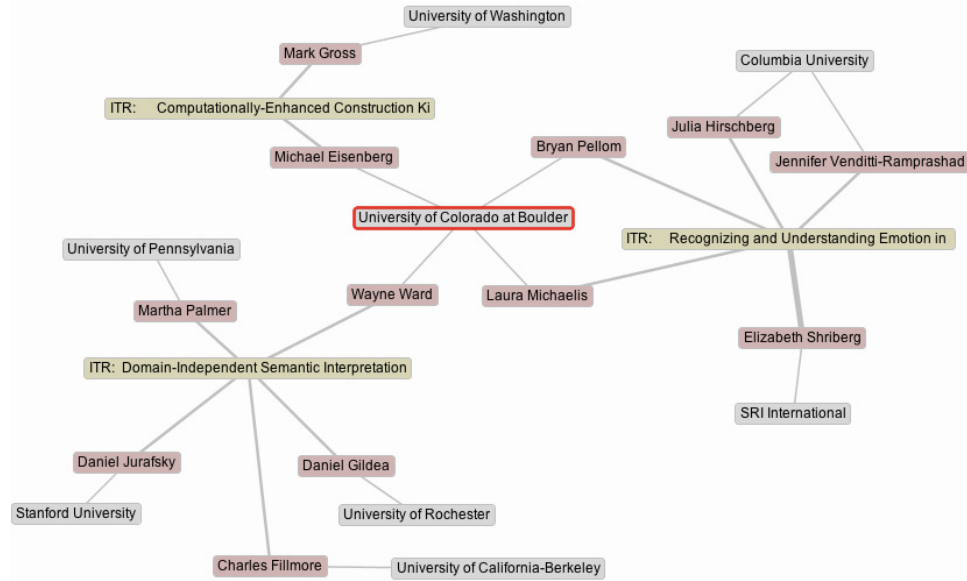 University of Washington
Mark Gross
Columbia University
ITR: Computationally-Enhanced Construction Ki
Julia Hirschberg
Bryan Pellom
Michael Eisenberg
Jennifer Venditti-Ramprashad
University of Colorado at Boulder
ITR: Recognizing and Understanding Emotion in
University of Pennsylvania
Wayne Ward
Laura Michaelis
Martha Palmer
Elizabeth Shriberg
ITR: Domain-Independent Semantic Interpretation
SRI International
Daniel Jurafsky
Daniel Gildea
Stanford University
University of Rochester
Charles Fillmore
University of California-Berkeley